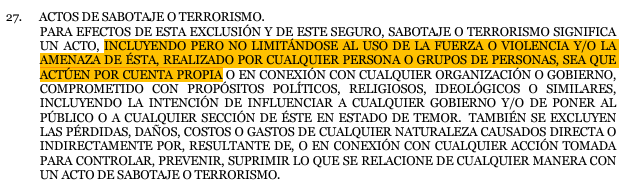 27. ACTOS DE SABOTAJE O TERRORISMO.
PARA EFECTOS DE ESTA EXCLUSIÓN Y DE ESTE SEGURO, SABOTAJE O TERRORISMO SIGNIFICA
UN ACTO, INCLUYENDO PERO NO LIMITÁNDOSE AL USO DE LA FUERZA O VIOLENCIA Y/O LA
AMENAZA DE ÉSTA, REALIZADO POR CUALQUIER PERSONA O GRUPOS DE PERSONAS, SEA QUE
ACTÚEN POR CUENTA PROPIA O EN CONEXIÓN CON CUALQUIER ORGANIZACIÓN O GOBIERNO,
COMPROMETIDO CON PROPÓSITOS POLÍTICOS, RELIGIOSOS, IDEOLÓGICOS O SIMILARES,
INCLUYENDO LA INTENCIÓN DE INFLUENCIAR A CUALQUIER GOBIERNO Y/O DE PONER AL
PÚBLICO O A CUALQUIER SECCIÓN DE ÉSTE EN ESTADO DE TEMOR. TAMBIÉN SE EXCLUYEN
LAS PÉRDIDAS, DAÑOS, COSTOS O GASTOS DE CUALQUIER NATURALEZA CAUSADOS DIRECTA O
INDIRECTAMENTE POR, RESULTANTE DE, O EN CONEXIÓN CON CUALQUIER ACCIÓN TOMADA
PARA CONTROLAR, PREVENIR, SUPRIMIR LO QUE SE RELACIONE DE CUALQUIER MANERA CON
UN ACTO DE SABOTAJE O TERRORISMO.